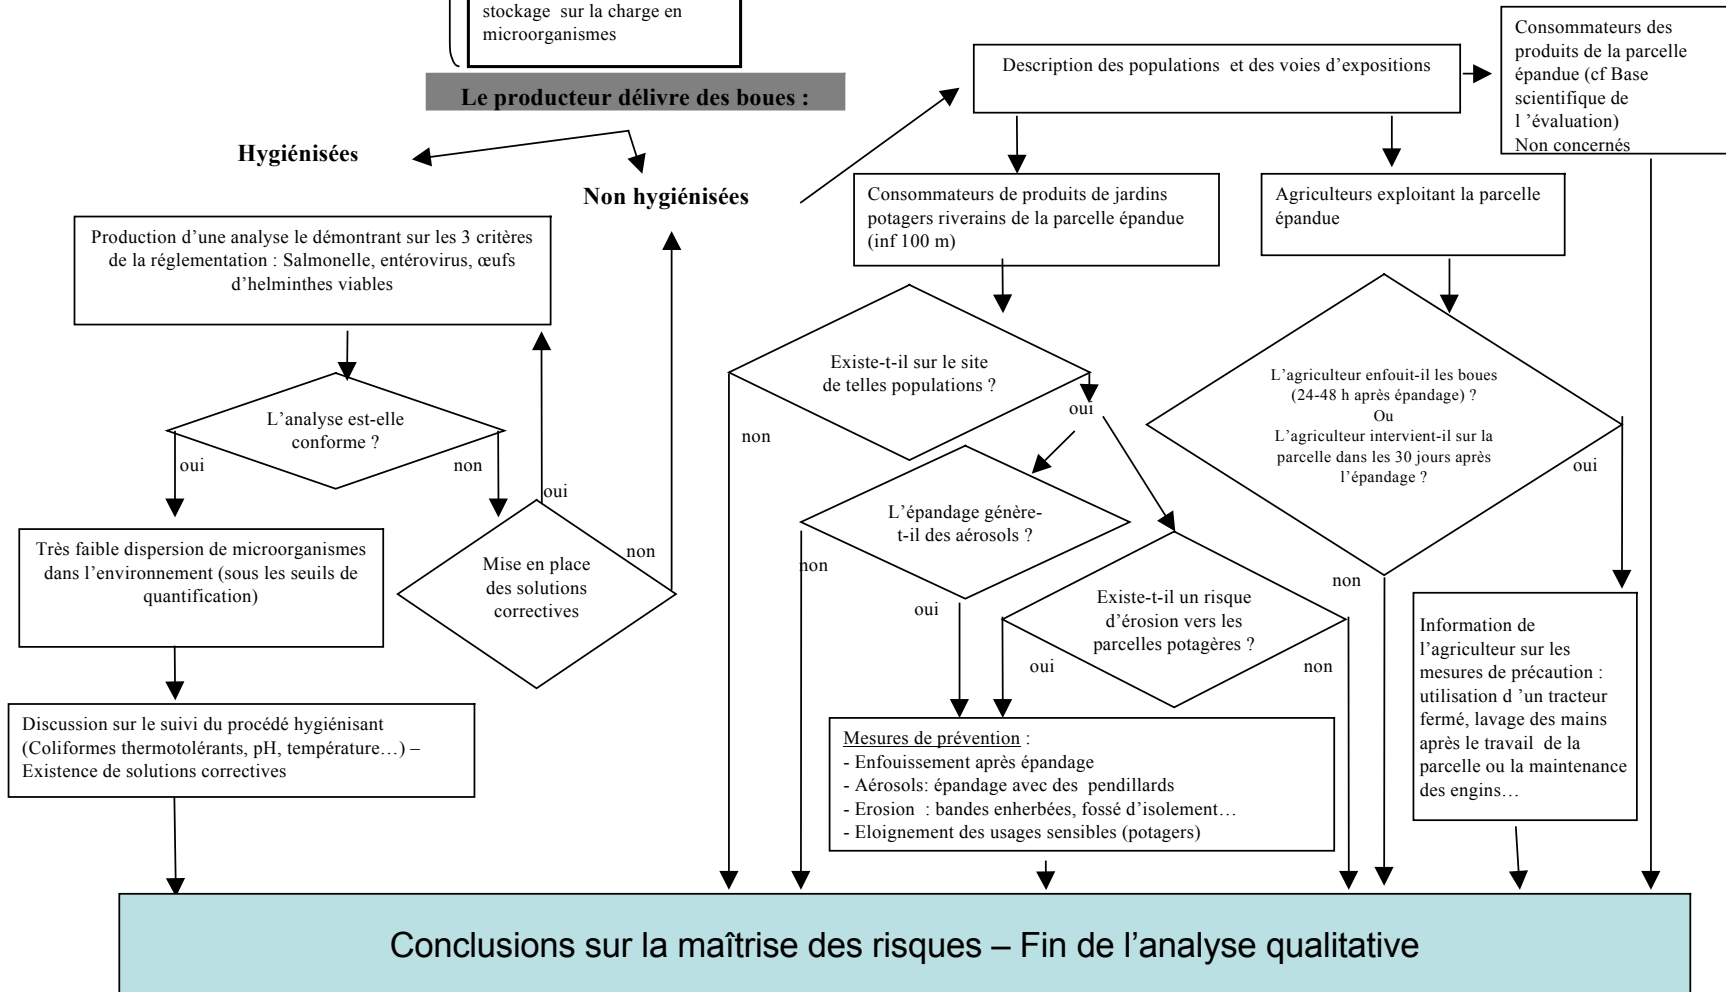 stockage sur la charge en
microorganismes
Le producteur délivre des boues :
Hygiénisées
Non hygiénisées
Production d’une analyse le démontrant sur les 3 critères
de la réglementation : Salmonelle, entérovirus, œufs
d’helminthes viables
L’analyse est-elle
conforme ?
oui
non
Très faible dispersion de microorganismes
dans l’environnement (sous les seuils de
quantification)
oui
non
Mise en place
des solutions
correctives
Discussion sur le suivi du procédé hygiénisant
(Coliformes thermotolérants, pH, température…) –
Existence de solutions correctives
Description des populations et des voies d’expositions
Consommateurs des
produits de la parcelle
épandue (cf Base
scientifique de
l ’évaluation)
Non concernés
Consommateurs de produits de jardins
potagers riverains de la parcelle épandue
(inf 100 m)
Agriculteurs exploitant la parcelle
épandue
Existe-t-il sur le site
de telles populations ?
non
oui
L’épandage génère-
t-il des aérosols ?
non
oui
Existe-t-il un risque
d’érosion vers les
parcelles potagères ?
oui
non
L’agriculteur enfouit-il les boues
(24-48 h après épandage) ?
Ou
L’agriculteur intervient-il sur la
parcelle dans les 30 jours après
l’épandage ?
oui
non
Mesures de prévention :
- Enfouissement après épandage
- Aérosols: épandage avec des pendillards
- Erosion : bandes enherbées, fossé d’isolement…
- Eloignement des usages sensibles (potagers)
Information de
l’agriculteur sur les
mesures de précaution :
utilisation d ’un tracteur
fermé, lavage des mains
après le travail de la
parcelle ou la maintenance
des engins…
Conclusions sur la maîtrise des risques – Fin de l’analyse qualitative